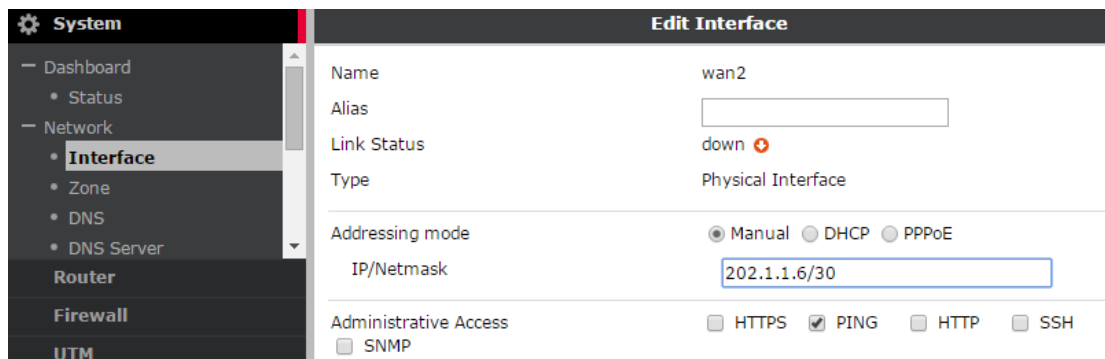 System
Dashboard
Status
Network
Interface
Zone
DNS
DNS Server
Router
Firewall
UTM
Edit Interface
Name wan2
Alias
Link Status down
Type Physical Interface
Addressing mode Manual DHCP PPPoE
IP/Netmask 202.1.1.6/30
Administrative Access HTTPS PING HTTP SSH
SNMP